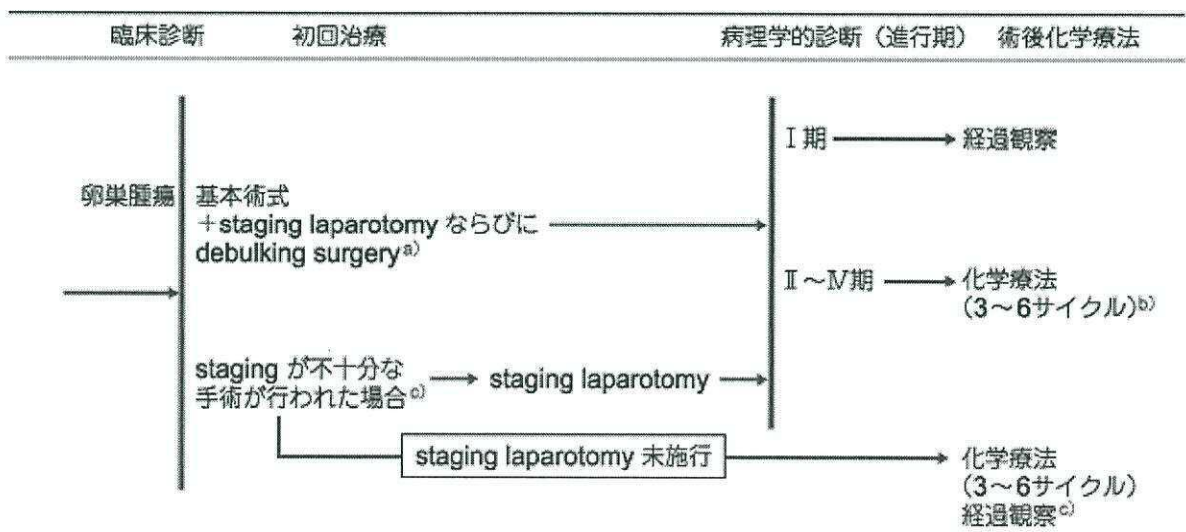 臨床診断 初回治療 病理学的診断（進行期） 術後化学療法
Ⅰ期 経過観察
卵巣腫瘍 基本術式
＋staging laparotomy ならびに
debulking surgery a)
Ⅱ〜Ⅳ期 化学療法
（3〜6サイクル）b)
staging が不十分な
手術が行われた場合 c)
staging laparotomy
staging laparotomy 未施行
化学療法
（3〜6サイクル）
経過観察 c)